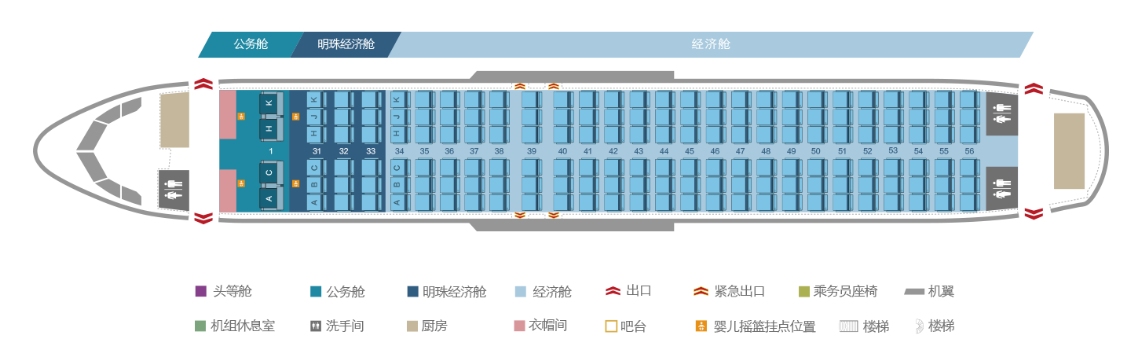 公务舱 明珠经济舱 经济舱
K K K
J J
H H H
1 31 32 33 34 35 36 37 38 39 40 41 42 43 44 45 46 47 48 49 50 51 52 53 54 55 56
C C C
B B
A A A
头等舱 公务舱 明珠经济舱 经济舱 出口 紧急出口 乘务员座椅 机翼
机组休息室 洗手间 厨房 衣帽间 吧台 婴儿摇篮挂点位置 楼梯 楼梯